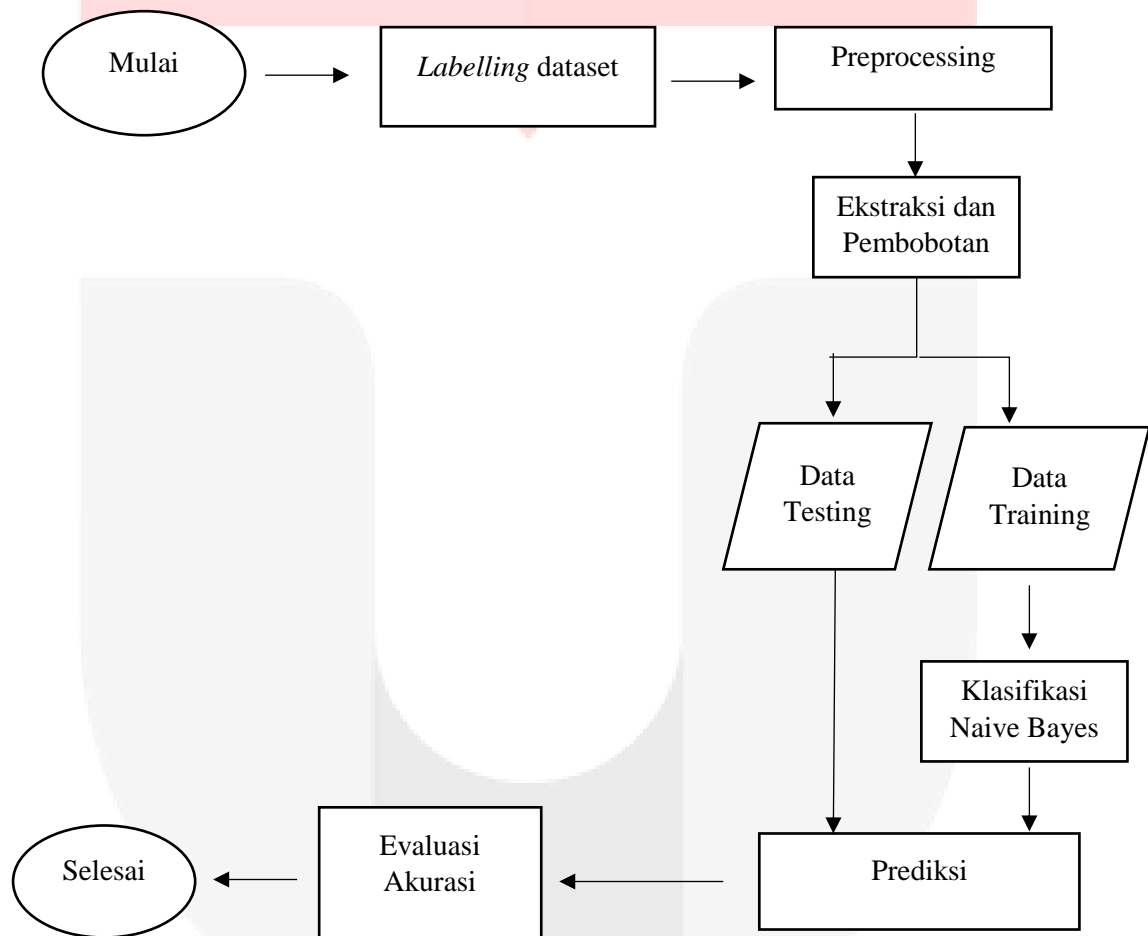 Mulai
Labelling dataset
Preprocessing
Ekstraksi dan
Pembobotan
Data
Testing
Data
Training
Klasifikasi
Naive Bayes
Prediksi
Evaluasi
Akurasi
Selesai